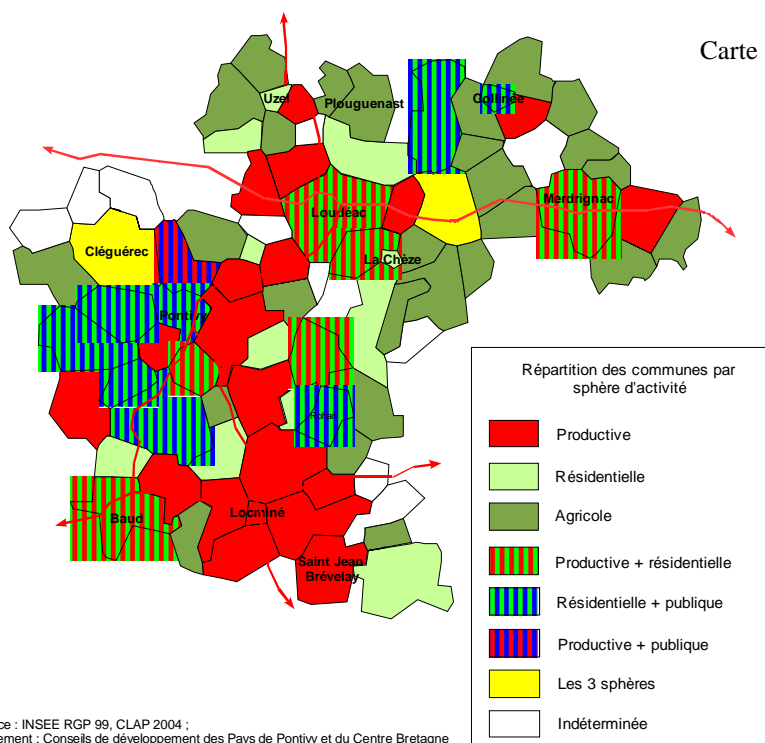 Carte
Uzel
Plouguenast
Collinée
Loudéac
Merdrignac
La Chèze
Cléguérec
Pontivy
Rohan
Baud
Locminé
Saint Jean
Brévelay
Répartition des communes par
sphère d'activité
Productive
Résidentielle
Agricole
Productive + résidentielle
Résidentielle + publique
Productive + publique
Les 3 sphères
Indéterminée
ce : INSEE RGP 99, CLAP 2004 ;
ement : Conseils de développement des Pays de Pontivy et du Centre Bretagne